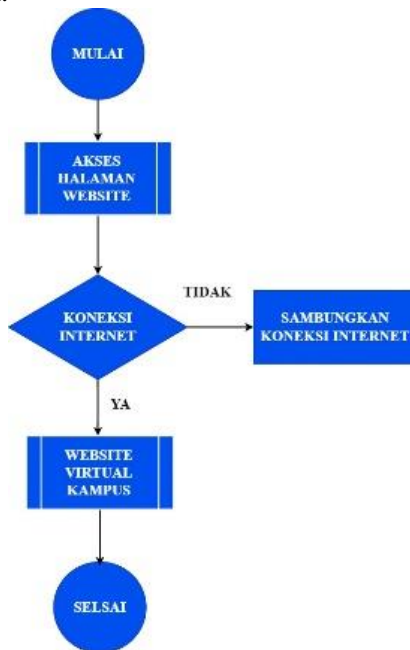 MULAI
AKSES
HALAMAN
WEBSITE
KONEKSI
INTERNET
TIDAK
SAMBUNGKAN
KONEKSI INTERNET
YA
WEBSITE
VIRTUAL
KAMPUS
SELSAI